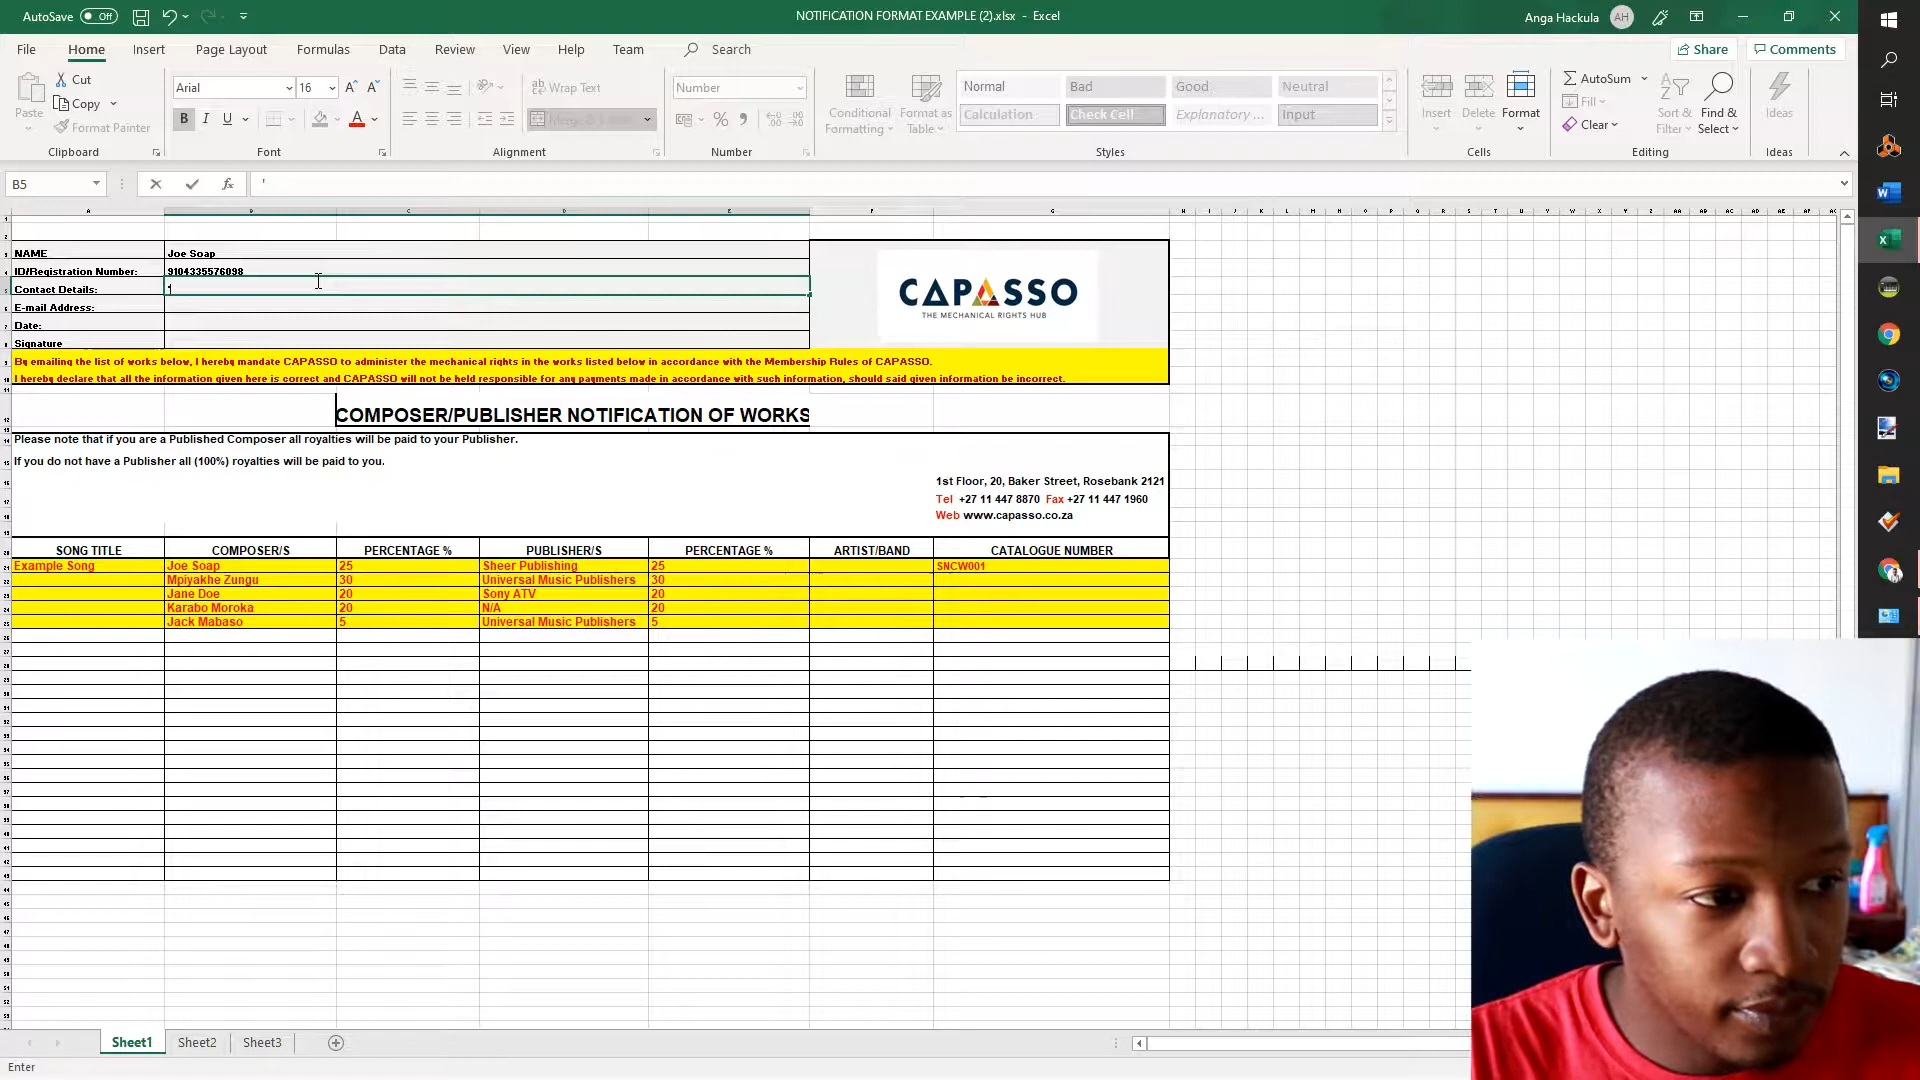 AutoSave Off
NOTIFICATION FORMAT EXAMPLE (2).xlsx - Excel
Anga Hackula AH
File Home Insert Page Layout Formulas Data Review View Help Team Search
Share Comments
Paste
Cut
Copy
Format Painter
Clipboard
Arial 16
B I U
Font
Wrap Text
Alignment
Number
Number
Conditional Formatting
Format as Table
Normal Bad Good Neutral
Calculation Check Cell Explanatory ... Input
Styles
Insert Delete Format
Cells
AutoSum
Fill
Clear
Sort & Filter
Find & Select
Editing
Ideas
Ideas
B5 fx '
NAME Joe Soap
ID/Registration Number: 9104335576098
Contact Details: '
E-mail Address:
Date:
Signature
CAPASSO
THE MECHANICAL RIGHTS HUB
By emailing the list of works below, I hereby mandate CAPASSO to administer the mechanical rights in the works listed below in accordance with the Membership Rules of CAPASSO.
I hereby declare that all the information given here is correct and CAPASSO will not be held responsible for any payments made in accordance with such information, should said given information be incorrect.
COMPOSER/PUBLISHER NOTIFICATION OF WORKS
Please note that if you are a Published Composer all royalties will be paid to your Publisher.
If you do not have a Publisher all (100%) royalties will be paid to you.
1st Floor, 20, Baker Street, Rosebank 2121
Tel +27 11 447 8870 Fax +27 11 447 1960
Web www.capasso.co.za
SONG TITLE COMPOSER/S PERCENTAGE % PUBLISHER/S PERCENTAGE % ARTIST/BAND CATALOGUE NUMBER
Example Song Joe Soap 25 Sheer Publishing 25 SNCW001
Mpiyakhe Zungu 30 Universal Music Publishers 30
Jane Doe 20 Sony ATV 20
Karabo Moroka 20 N/A 20
Jack Mabaso 5 Universal Music Publishers 5
Sheet1 Sheet2 Sheet3
Enter